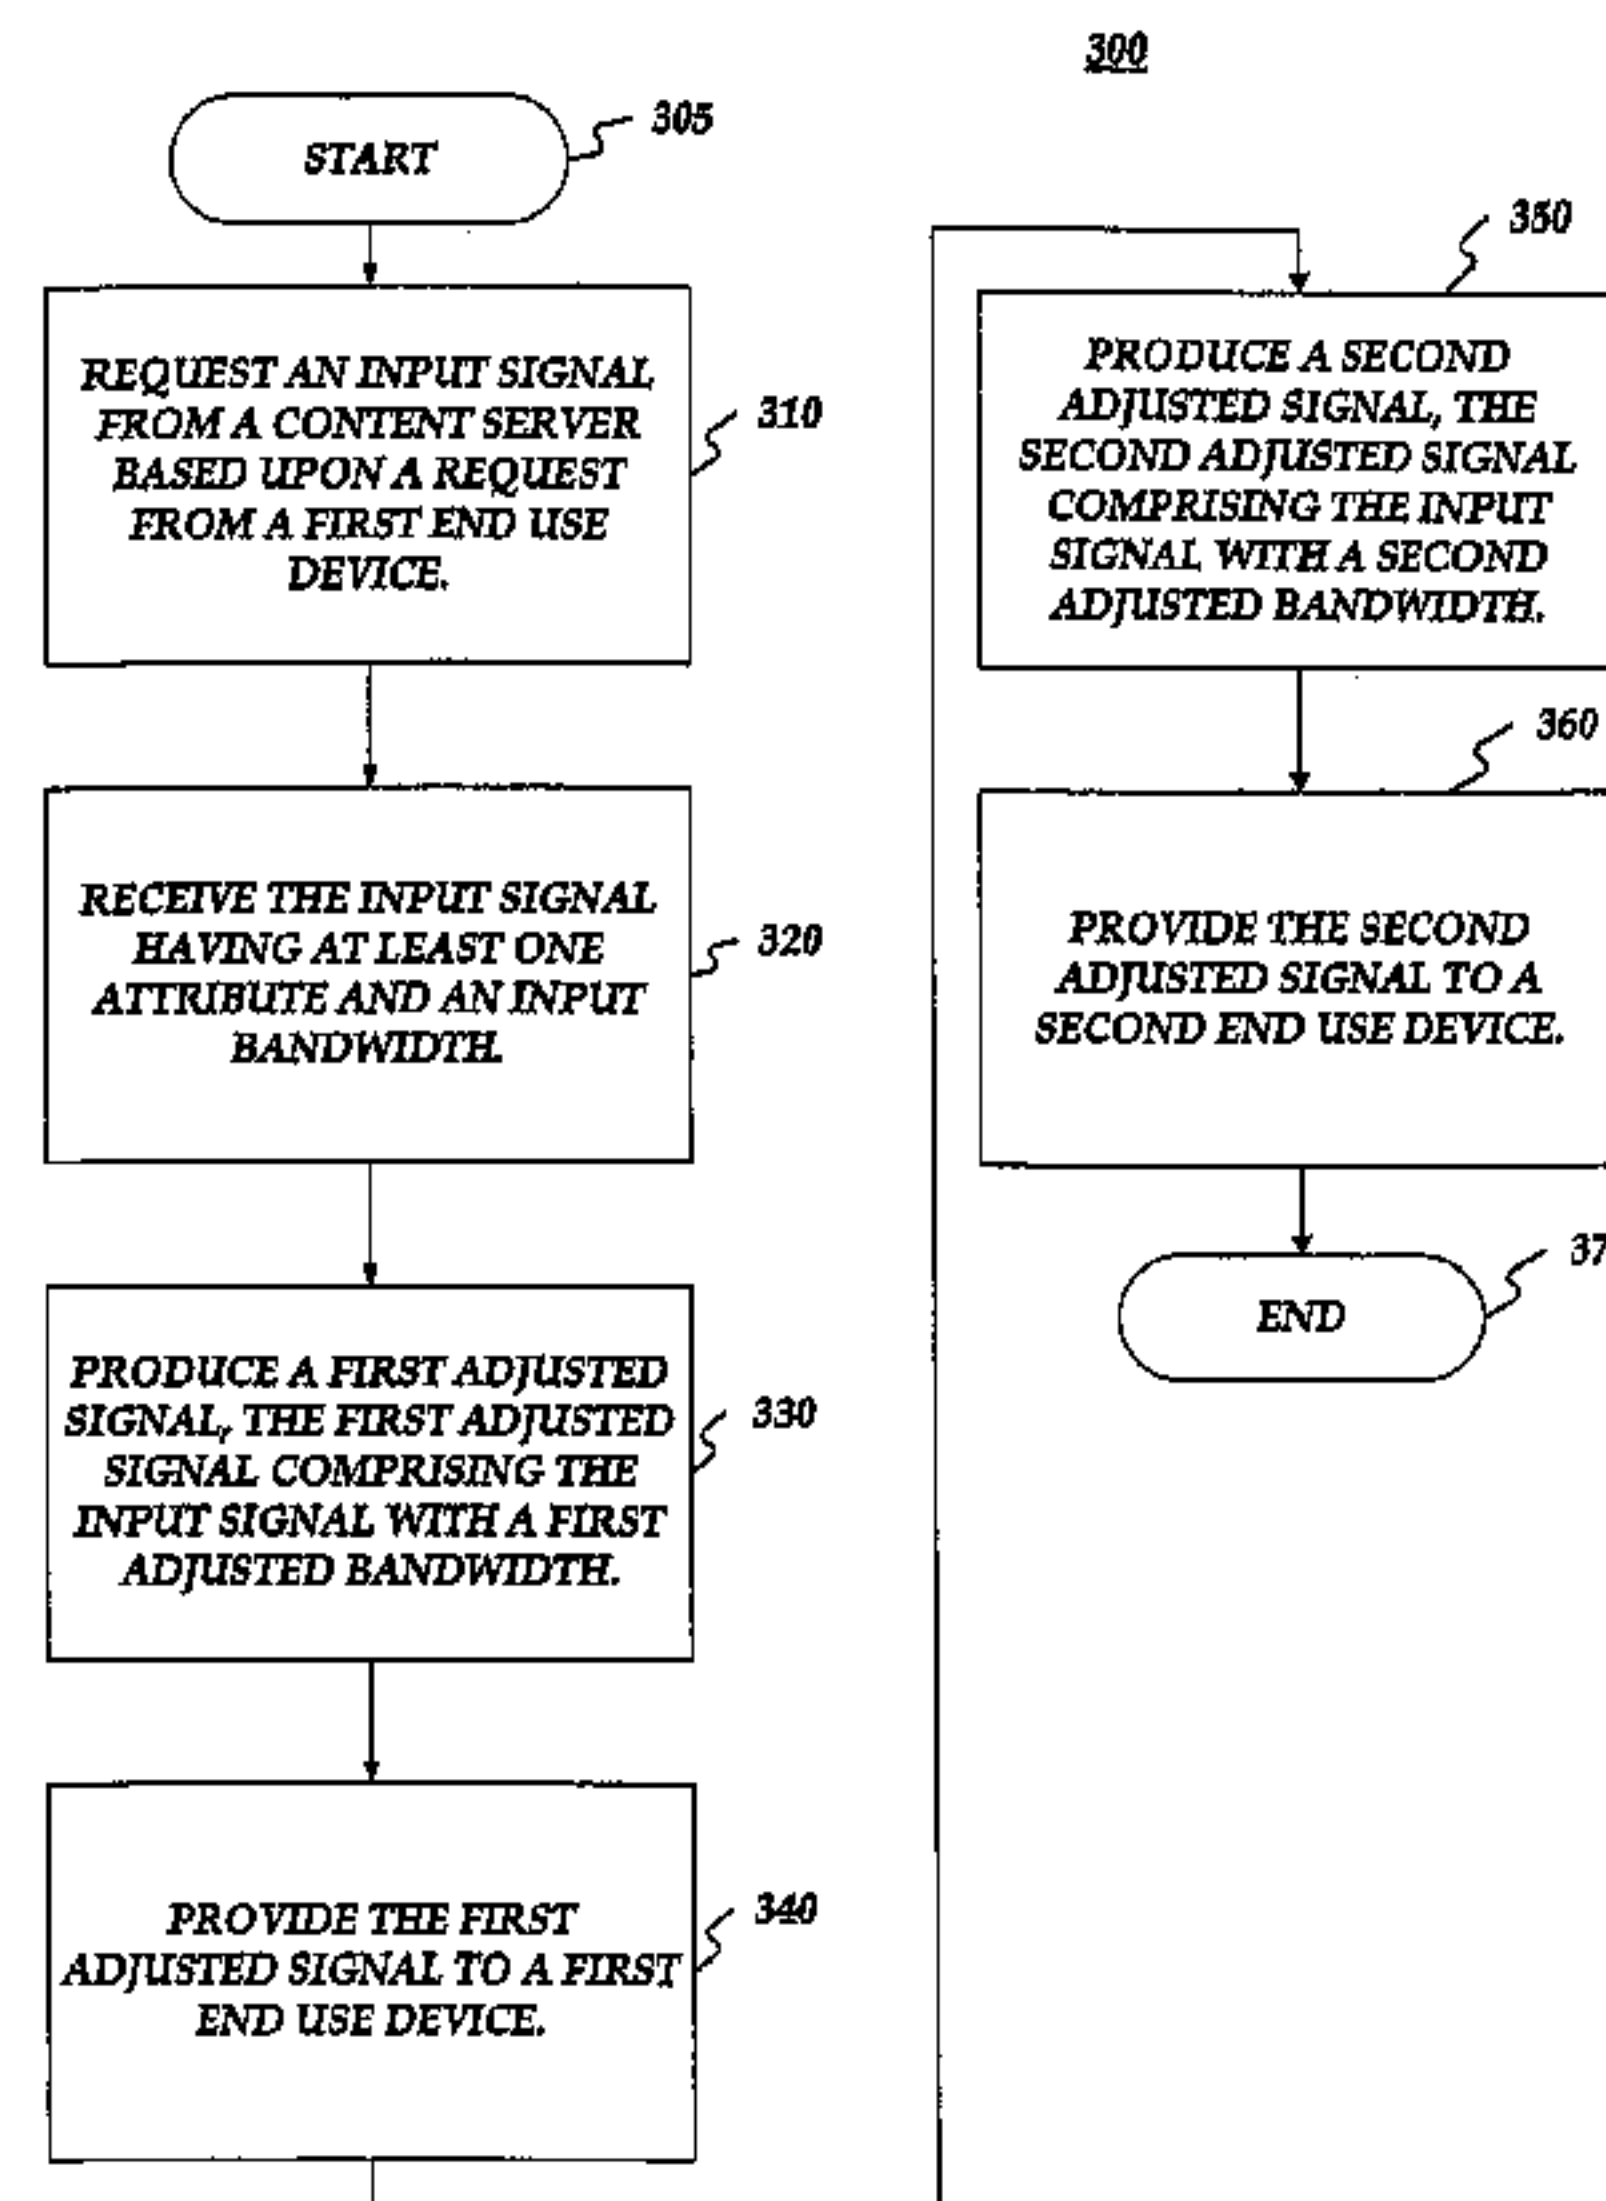 300
START
305
REQUEST AN INPUT SIGNAL
FROM A CONTENT SERVER
BASED UPON A REQUEST
FROM A FIRST END USE
DEVICE.
310
RECEIVE THE INPUT SIGNAL
HAVING AT LEAST ONE
ATTRIBUTE AND AN INPUT
BANDWIDTH.
320
PRODUCE A FIRST ADJUSTED
SIGNAL, THE FIRST ADJUSTED
SIGNAL COMPRISING THE
INPUT SIGNAL WITH A FIRST
ADJUSTED BANDWIDTH.
330
PROVIDE THE FIRST
ADJUSTED SIGNAL TO A FIRST
END USE DEVICE.
340
350
PRODUCE A SECOND
ADJUSTED SIGNAL, THE
SECOND ADJUSTED SIGNAL
COMPRISING THE INPUT
SIGNAL WITH A SECOND
ADJUSTED BANDWIDTH.
360
PROVIDE THE SECOND
ADJUSTED SIGNAL TO A
SECOND END USE DEVICE.
37
END